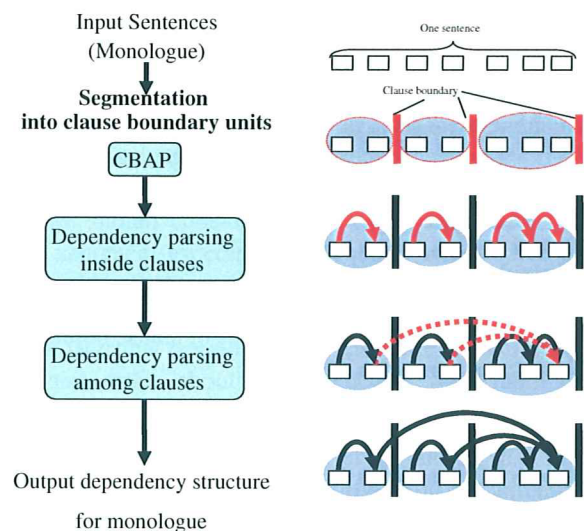 Input Sentences
(Monologue)
Segmentation
into clause boundary units
CBAP
Dependency parsing
inside clauses
Dependency parsing
among clauses
Output dependency structure
for monologue
One sentence
Clause boundary